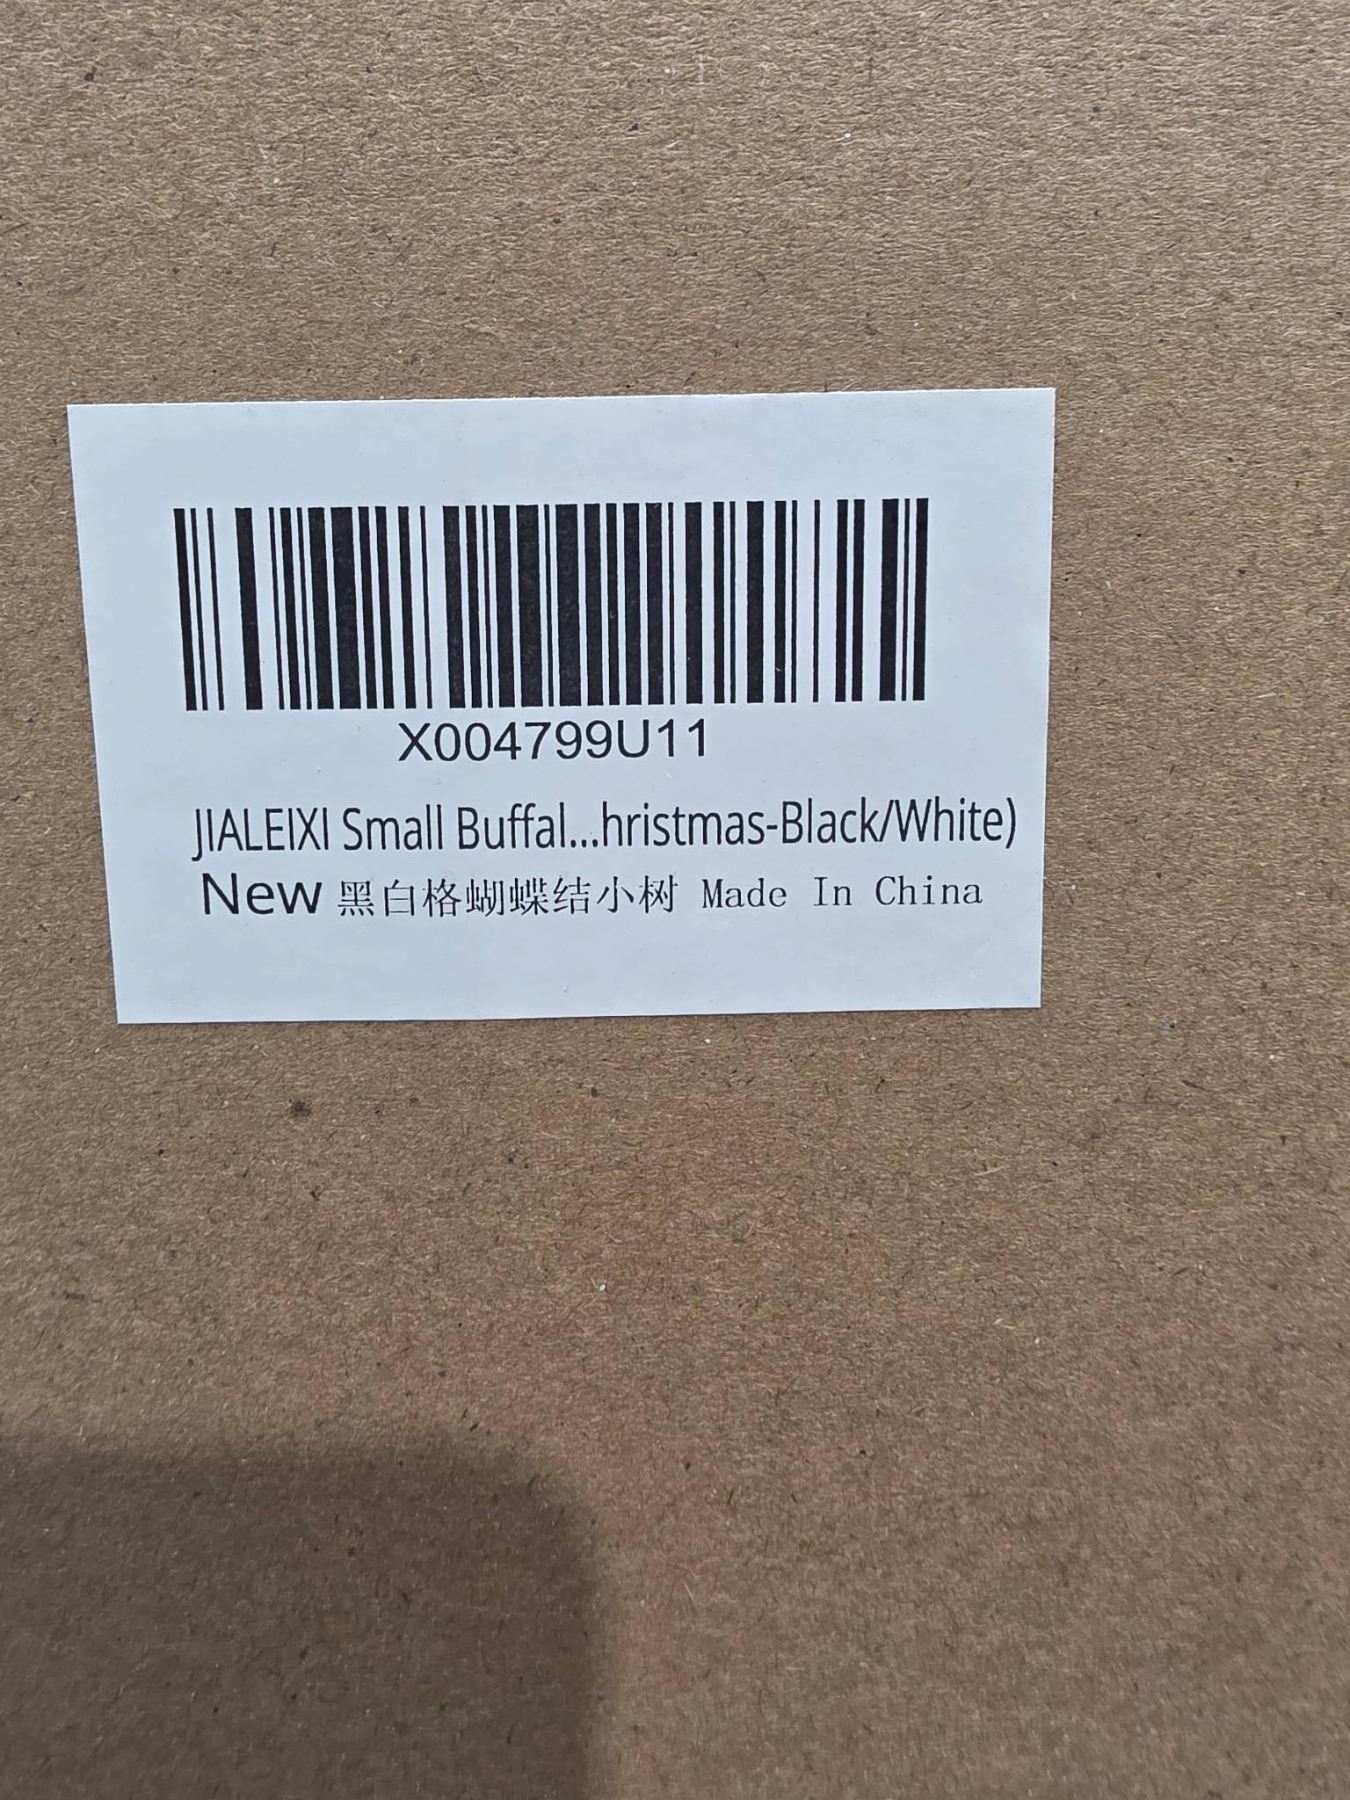 X004799U11
JIALEIXI Small Buffal...hristmas-Black/White)
New 黑白格蝴蝶结小树 Made In China